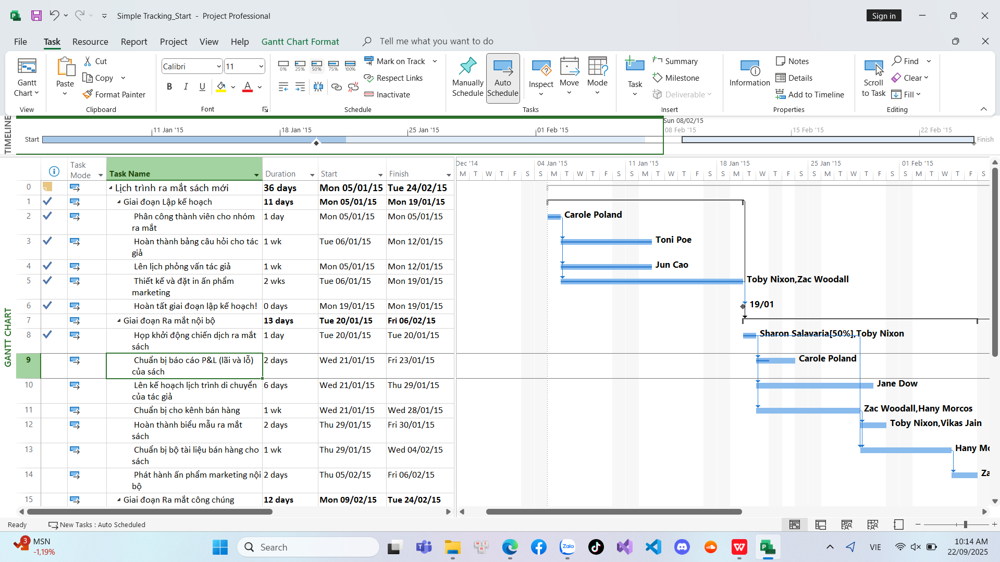 Simple Tracking_Start - Project Professional
Sign in
File Task Resource Report Project View Help Gantt Chart Format Tell me what you want to do
Gantt Chart
View
Paste
Cut
Copy
Format Painter
Clipboard
Calibri 11
B I U A
Font
0% 25% 50% 75% 100%
Mark on Track
Respect Links
Inactivate
Schedule
Manually Schedule
Auto Schedule
Inspect
Move
Mode
Tasks
Task
Summary
Milestone
Deliverable
Insert
Information
Notes
Details
Add to Timeline
Properties
Scroll to Task
Find
Clear
Fill
Editing
TIMELINE
Sun 08/02/15
11 Jan '15 18 Jan '15 25 Jan '15 01 Feb '15 08 Feb '15 15 Feb '15 22 Feb '15
Start
Finish
GANTT CHART
Task Mode Task Name Duration Start Finish
0 Lịch trình ra mắt sách mới 36 days Mon 05/01/15 Tue 24/02/15
1 Giai đoạn Lập kế hoạch 11 days Mon 05/01/15 Mon 19/01/15
2 Phân công thành viên cho nhóm 1 day Mon 05/01/15 Mon 05/01/15
ra mắt
3 Hoàn thành bảng câu hỏi cho tác 1 wk Tue 06/01/15 Mon 12/01/15
giả
4 Lên lịch phỏng vấn tác giả 1 wk Mon 05/01/15 Mon 12/01/15
5 Thiết kế và đặt in ấn phẩm 2 wks Tue 06/01/15 Mon 19/01/15
marketing
6 Hoàn tất giai đoạn lập kế hoạch! 0 days Mon 19/01/15 Mon 19/01/15
7 Giai đoạn Ra mắt nội bộ 13 days Tue 20/01/15 Fri 06/02/15
8 Họp khởi động chiến dịch ra mắt 1 day Tue 20/01/15 Tue 20/01/15
sách
9 Chuẩn bị báo cáo P&L (lãi và lỗ) 2 days Wed 21/01/15 Fri 23/01/15
của sách
10 Lên kế hoạch lịch trình di chuyển 6 days Wed 21/01/15 Thu 29/01/15
của tác giả
11 Chuẩn bị cho kênh bán hàng 1 wk Wed 21/01/15 Wed 28/01/15
12 Hoàn thành biểu mẫu ra mắt 2 days Thu 29/01/15 Fri 30/01/15
sách
13 Chuẩn bị bộ tài liệu bán hàng cho 1 wk Thu 29/01/15 Wed 04/02/15
sách
14 Phát hành ấn phẩm marketing nội 2 days Thu 05/02/15 Fri 06/02/15
bộ
15 Giai đoạn Ra mắt công chúng 12 days Mon 09/02/15 Tue 24/02/15
Dec '14 04 Jan '15 11 Jan '15 18 Jan '15 25 Jan '15 01 Feb '15
M T W T F S S M T W T F S S M T W T F S S M T W T F S S M T W T F S S M T W T F S
Carole Poland
Toni Poe
Jun Cao
Toby Nixon,Zac Woodall
19/01
Sharon Salavaria[50%],Toby Nixon
Carole Poland
Jane Dow
Zac Woodall,Hany Morcos
Toby Nixon,Vikas Jain
Hany Mo
Za
Ready New Tasks : Auto Scheduled
3 MSN
-1,19%
Search
Zalo
VIE
10:14 AM
22/09/2025